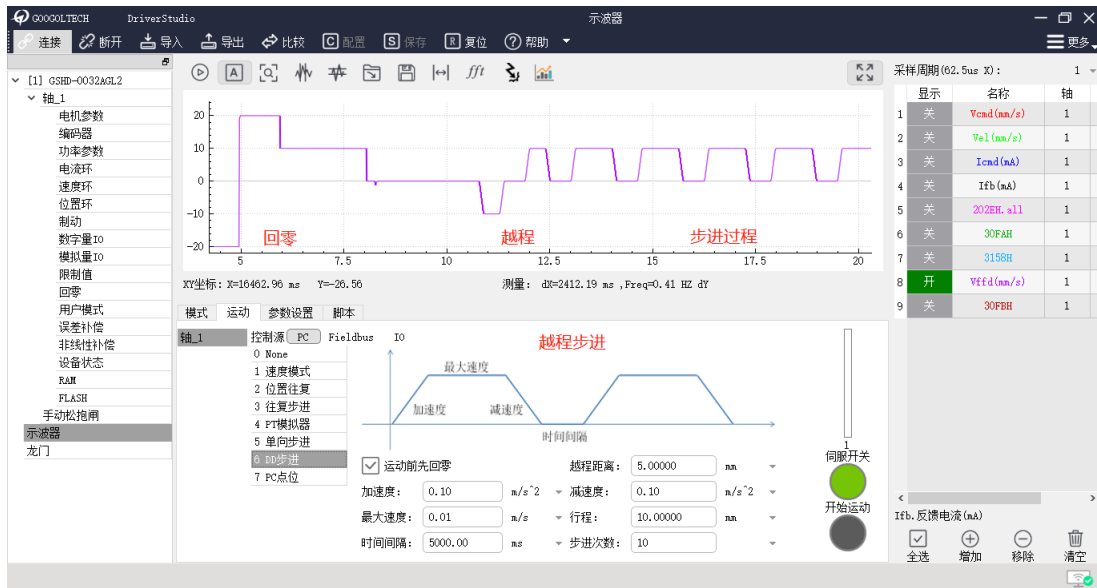 GOOGOLTECH DriverStudio 示波器
连接 断开 导入 导出 比较 C 配置 S 保存 R 复位 帮助 更多
[1] GSHD-0032AGL2
轴_1
电机参数
编码器
功率参数
电流环
速度环
位置环
制动
数字量IO
模拟量IO
限制值
回零
用户模式
误差补偿
非线性补偿
设备状态
RAM
FLASH
手动松抱闸
示波器
龙门
A fft
20
10
0
-10
-20
5 7.5 10 12.5 15 17.5 20
回零 越程 步进过程
XY坐标: X=16462.96 ms Y=-26.56 测量: dX=2412.19 ms ,Freq=0.41 HZ dY
模式 运动 参数设置 脚本
轴_1
控制源 PC Fieldbus IO
0 None
1 速度模式
2 位置往复
3 往复步进
4 PT模拟器
5 单向步进
6 DD步进
7 PC点位
越程步进
最大速度
加速度 减速度
时间间隔
运动前先回零 越程距离: 5.00000 mm
加速度: 0.10 m/s^2 减速度: 0.10 m/s^2
最大速度: 0.01 m/s 行程: 10.00000 mm
时间间隔: 5000.00 ms 步进次数: 10
1
伺服开关
开始运动
采样周期(62.5us X): 1
显示 名称 轴
1 关 Vcmd(mm/s) 1
2 关 Vel(mm/s) 1
3 关 Icmd(mA) 1
4 关 Ifb(mA) 1
5 关 202EH.all 1
6 关 30FAH 1
7 关 3158H 1
8 开 Vffd(mm/s) 1
9 关 30FBH 1
Ifb.反馈电流(mA)
全选 增加 移除 清空